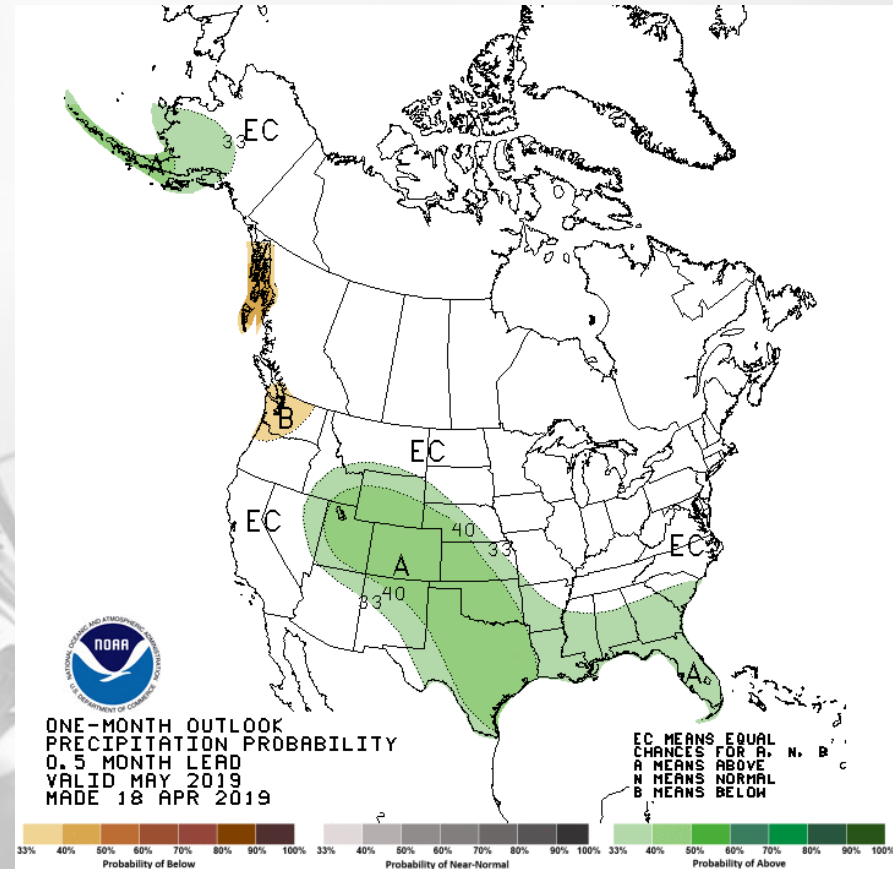 EC
33
A
B
EC
EC
40
33
A
33
40
EC
A
NATIONAL OCEANIC AND ATMOSPHERIC ADMINISTRATION
NOAA
U.S. DEPARTMENT OF COMMERCE
ONE-MONTH OUTLOOK
PRECIPITATION PROBABILITY
0.5 MONTH LEAD
VALID MAY 2019
MADE 18 APR 2019
EC MEANS EQUAL
CHANCES FOR A, N, B
A MEANS ABOVE
N MEANS NORMAL
B MEANS BELOW
C
33% 40% 50% 60% 70% 80% 90% 100%
Probability of Below
33% 40% 50% 60% 70% 80% 90% 100%
Probability of Near-Normal
33% 40% 50% 60% 70% 80% 90% 100%
Probability of Above